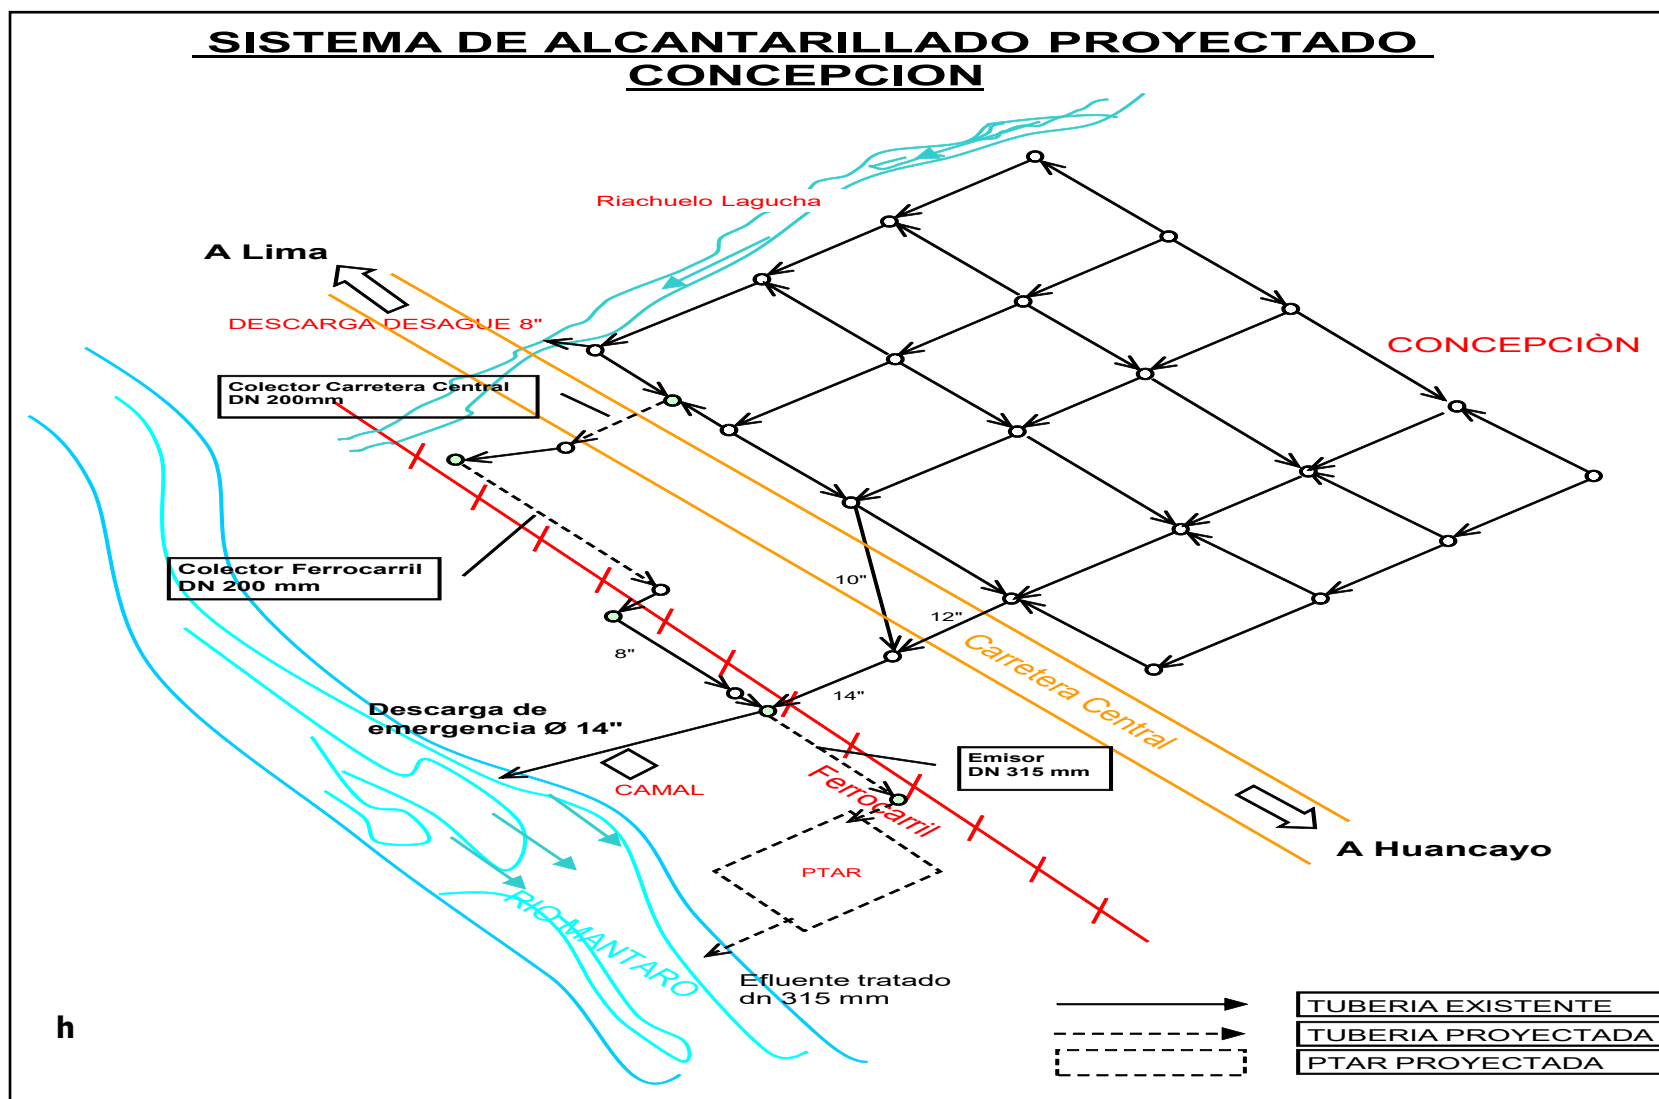 SISTEMA DE ALCANTARILLADO PROYECTADO
CONCEPCION
Riachuelo Lagucha
A Lima
DESCARGA DESAGUE 8"
CONCEPCIÒN
Colector Carretera Central
DN 200mm
Colector Ferrocarril
DN 200 mm
10"
12"
8"
14"
Carretera Central
Descarga de
emergencia Ø 14"
Emisor
DN 315 mm
CAMAL
Ferrocarril
A Huancayo
PTAR
RIO MANTARO
Efluente tratado
dn 315 mm
h
TUBERIA EXISTENTE
TUBERIA PROYECTADA
PTAR PROYECTADA